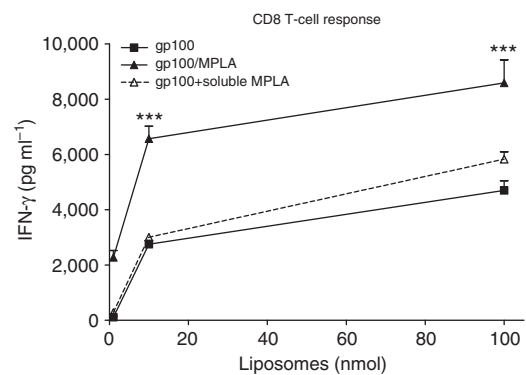 CD8 T-cell response
10,000
8,000
6,000
4,000
2,000
0
IFN-γ (pg ml⁻¹)
gp100
gp100/MPLA
gp100+soluble MPLA
***
***
0 20 40 60 80 100
Liposomes (nmol)